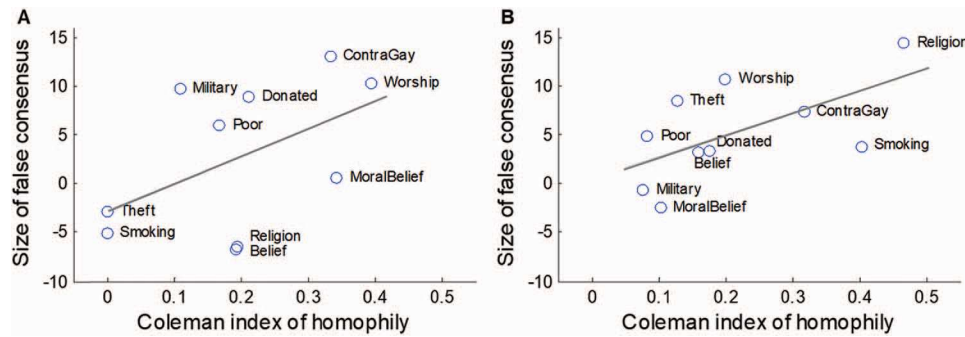 A
15
10
5
0
-5
-10
Size of false consensus
ContraGay
Worship
Military
Donated
Poor
MoralBelief
Theft
Smoking
Religion
Belief
0 0.1 0.2 0.3 0.4 0.5
Coleman index of homophily
B
15
10
5
0
-5
-10
Size of false consensus
Religion
Worship
Theft
ContraGay
Poor
Donated
Smoking
Belief
Military
MoralBelief
0 0.1 0.2 0.3 0.4 0.5
Coleman index of homophily